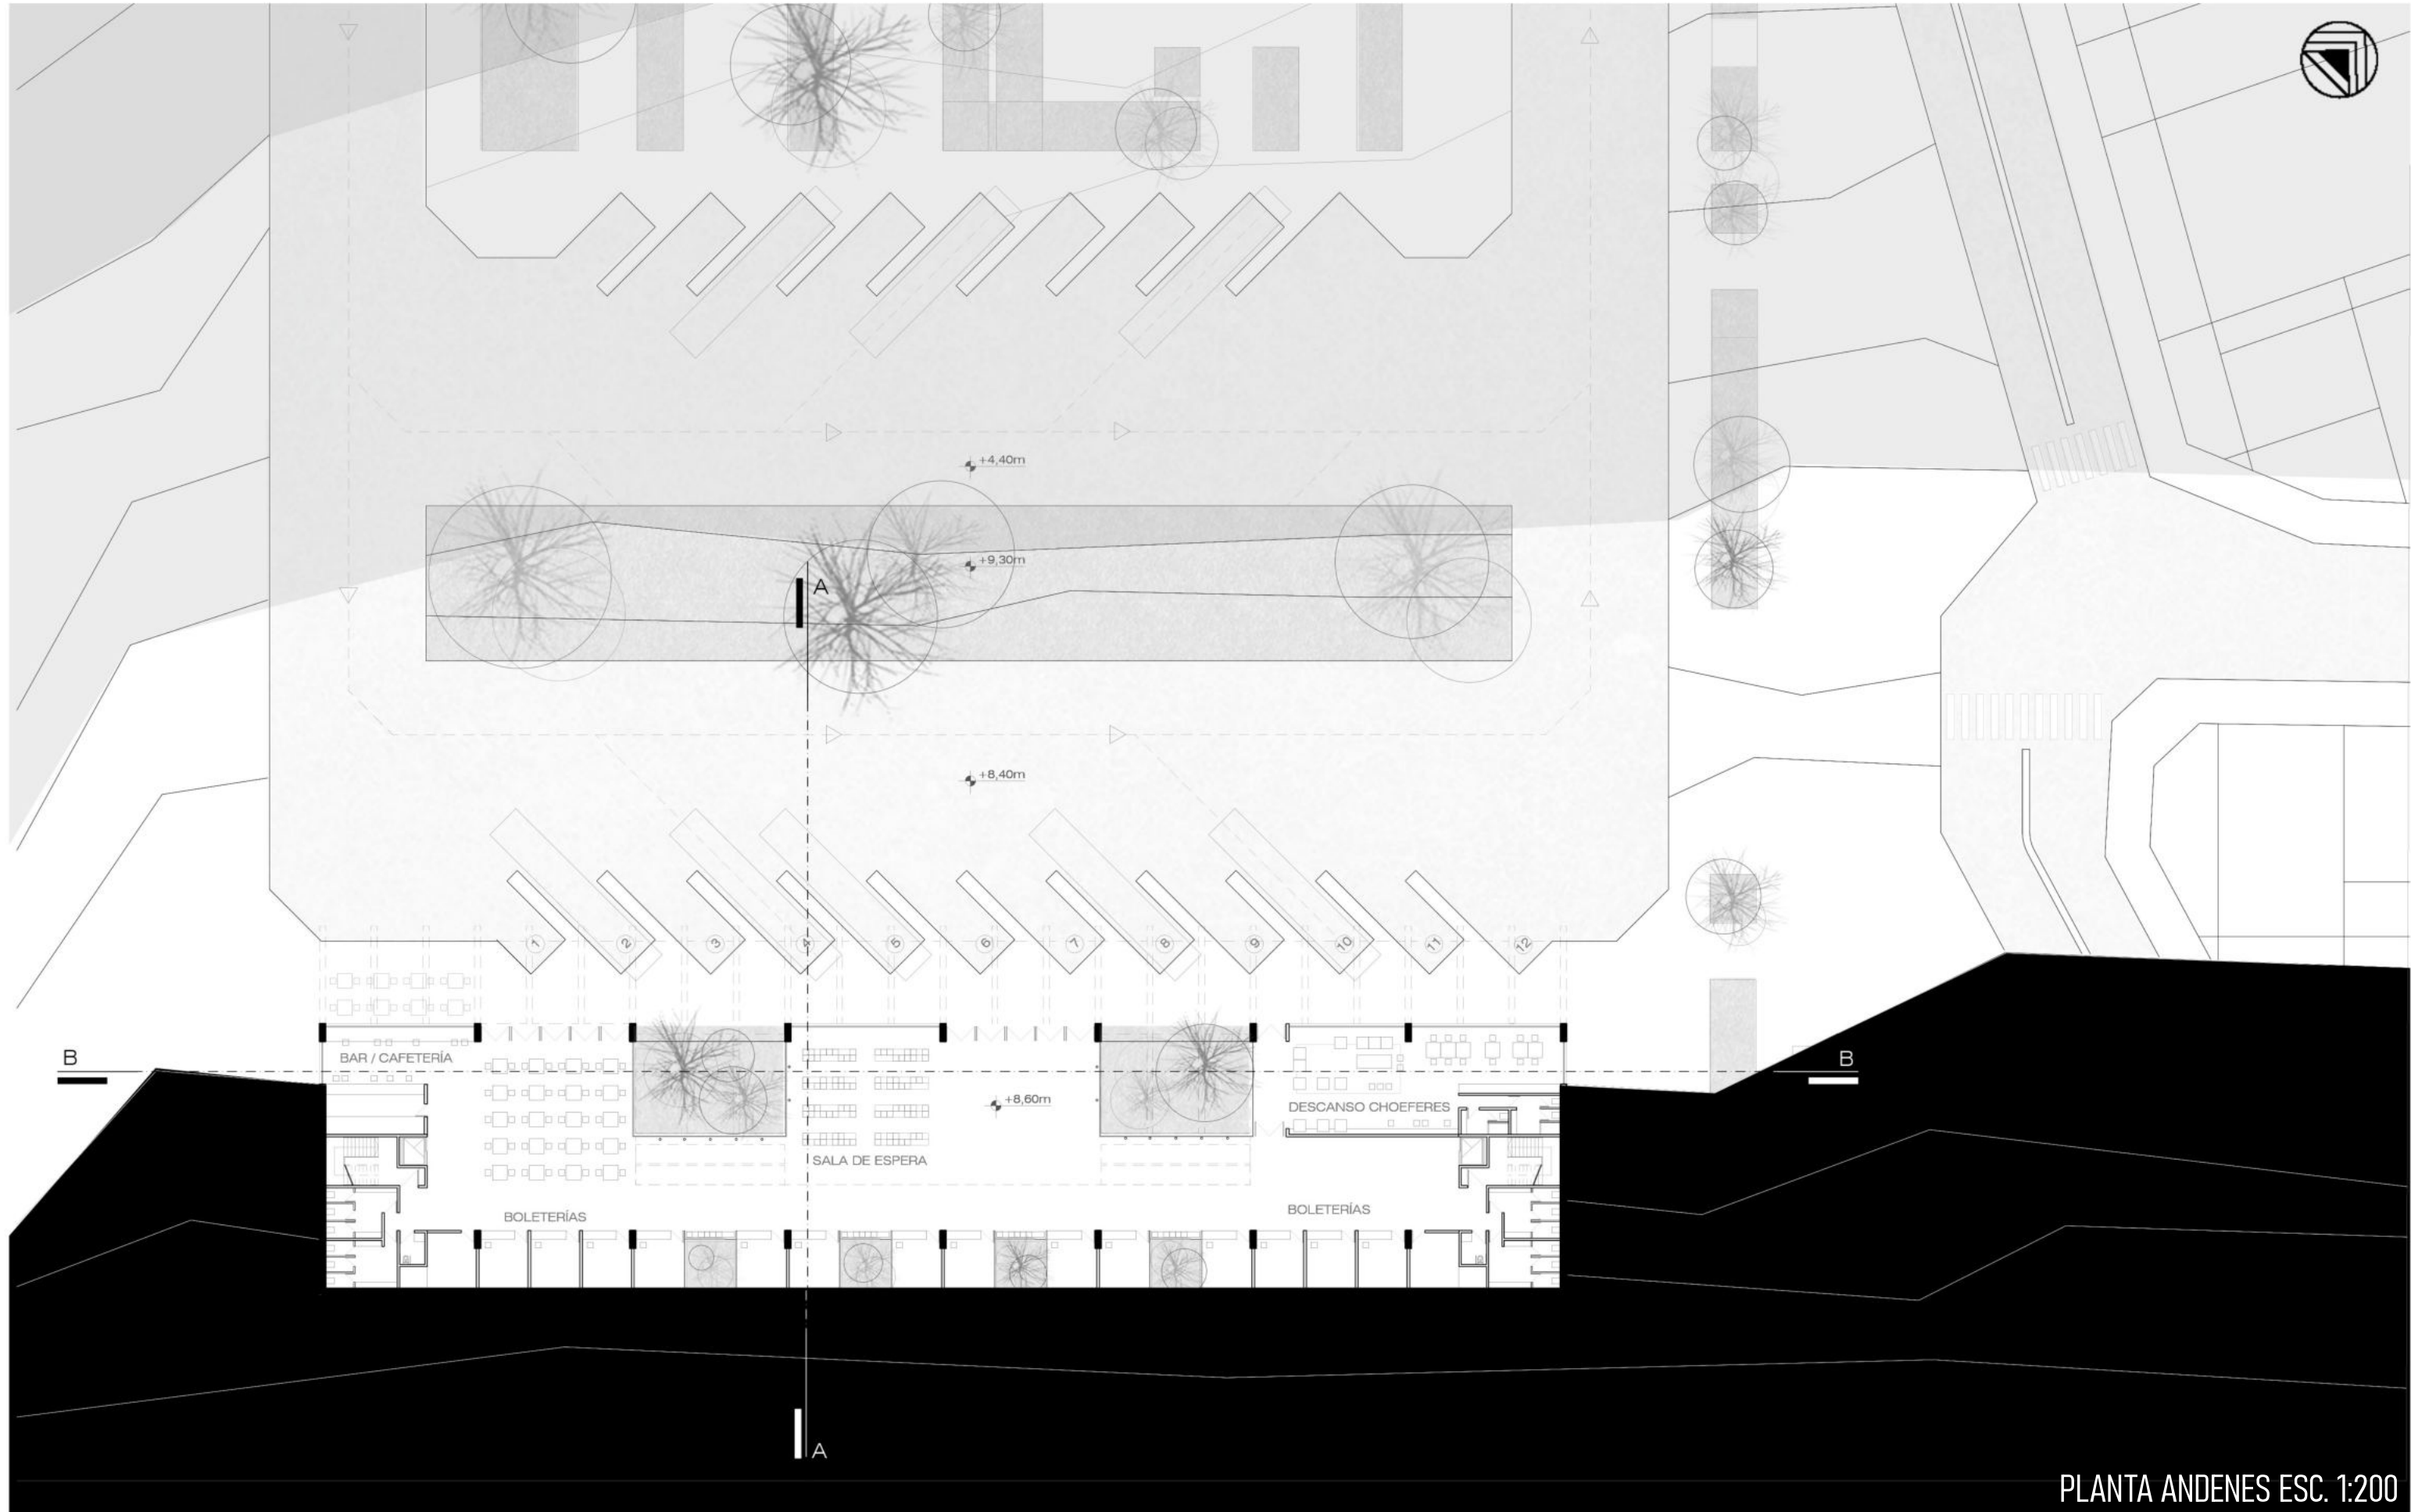 +4,40m
+9,30m
A
+8,40m
1
2
3
4
5
6
7
8
9
10
11
12
B
BAR / CAFETERÍA
B
+8,60m
DESCANSO CHOEFERES
SALA DE ESPERA
BOLETERÍAS
BOLETERÍAS
A
PLANTA ANDENES ESC. 1:200